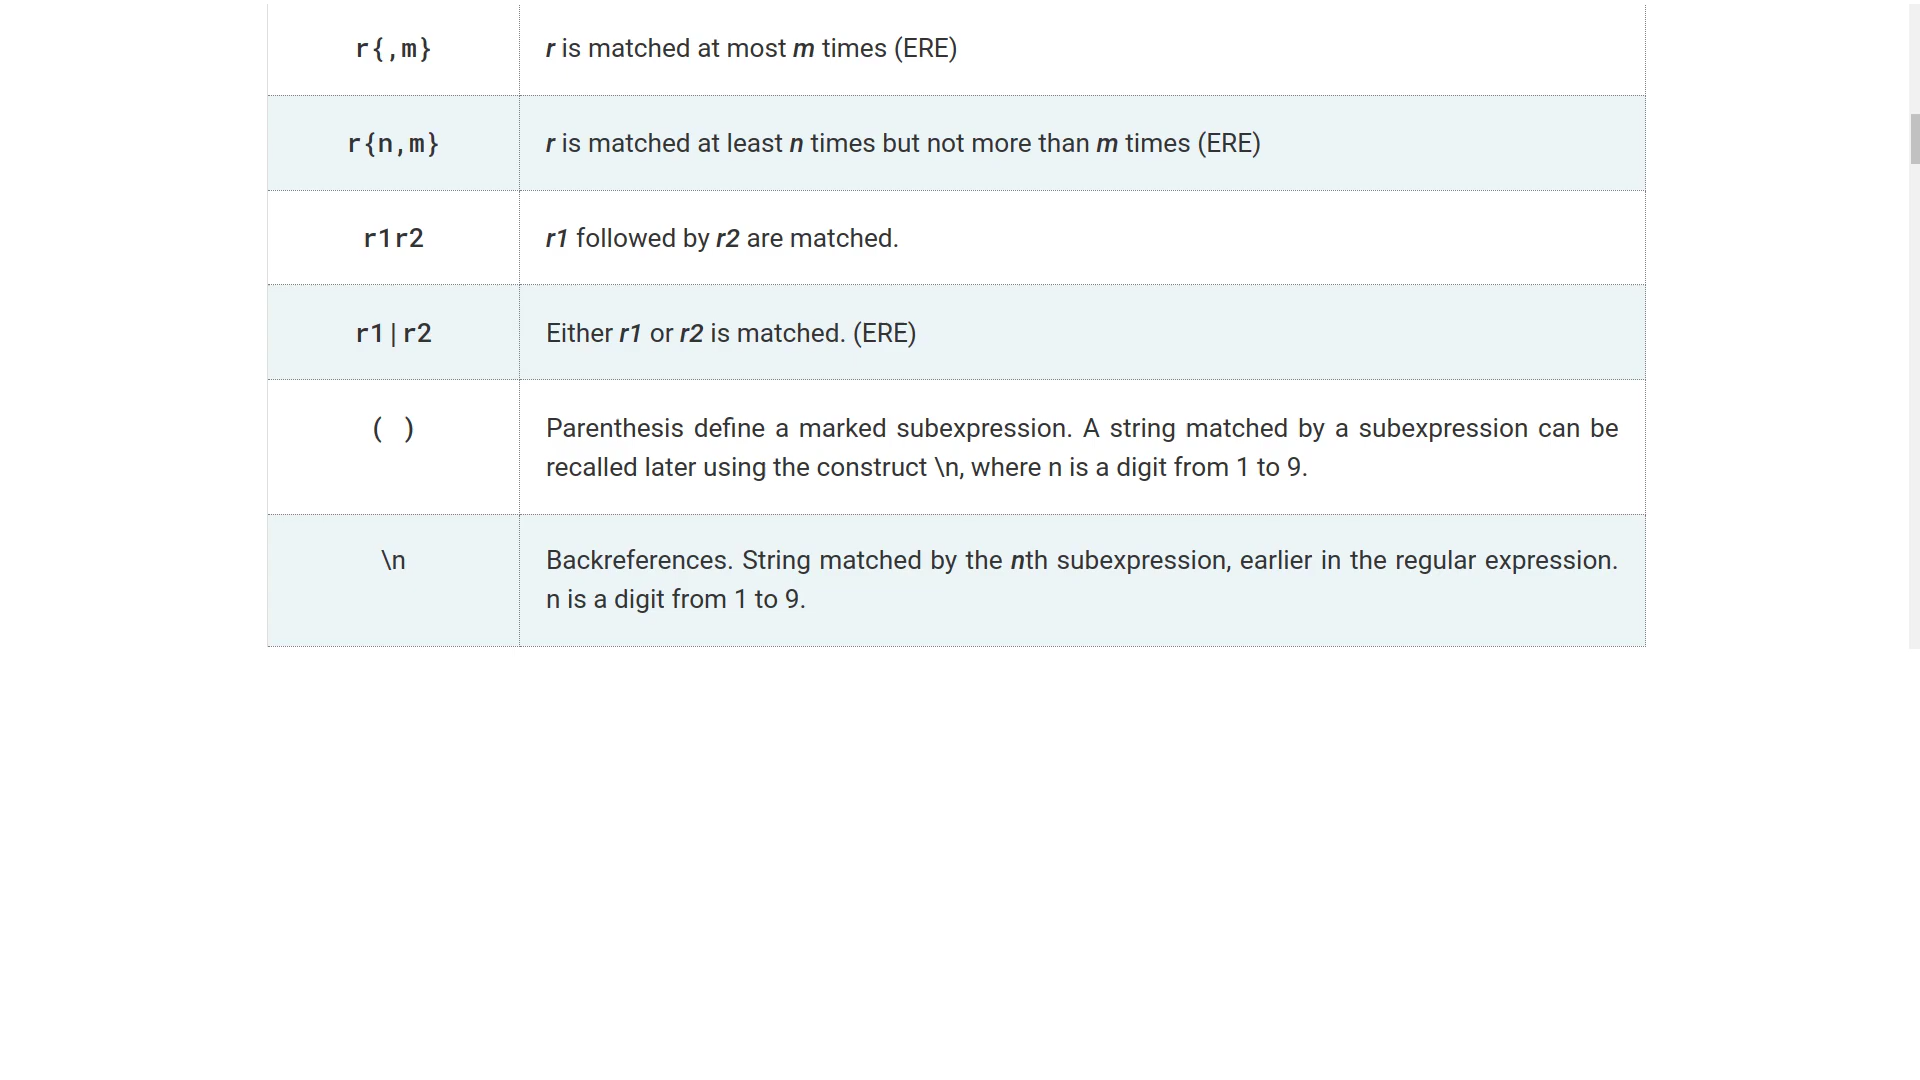 r{,m} r is matched at most m times (ERE)
r{n,m} r is matched at least n times but not more than m times (ERE)
r1r2 r1 followed by r2 are matched.
r1|r2 Either r1 or r2 is matched. (ERE)
( ) Parenthesis define a marked subexpression. A string matched by a subexpression can be
recalled later using the construct \n, where n is a digit from 1 to 9.
\n Backreferences. String matched by the nth subexpression, earlier in the regular expression.
n is a digit from 1 to 9.